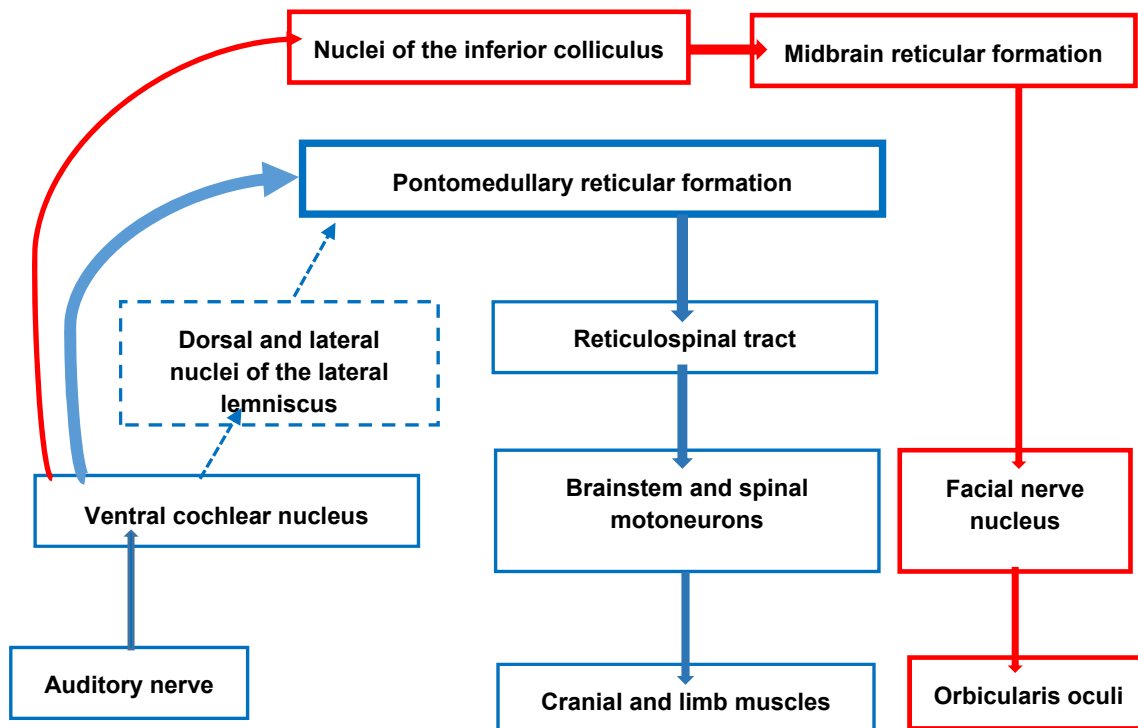 Nuclei of the inferior colliculus
Midbrain reticular formation
Pontomedullary reticular formation
Dorsal and lateral
nuclei of the lateral
lemniscus
Reticulospinal tract
Ventral cochlear nucleus
Brainstem and spinal
motoneurons
Facial nerve
nucleus
Auditory nerve
Cranial and limb muscles
Orbicularis oculi